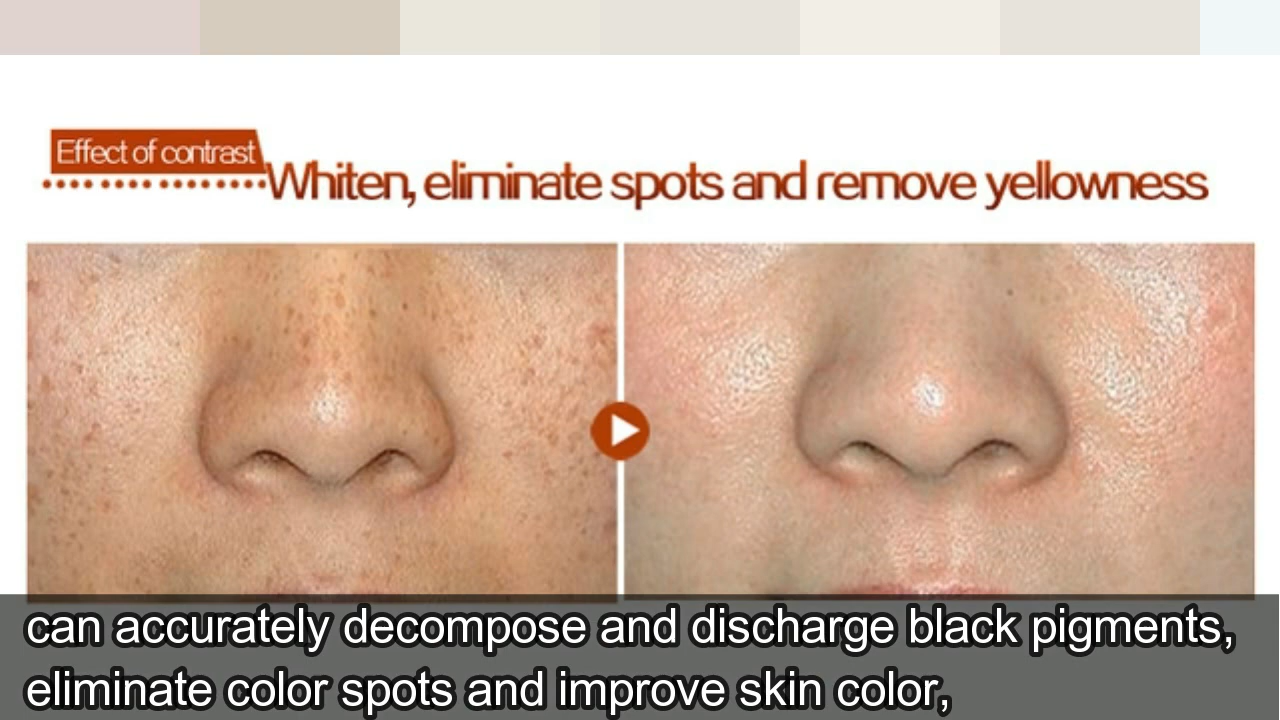 Effect of contrast
Whiten, eliminate spots and remove yellowness
can accurately decompose and discharge black pigments,
eliminate color spots and improve skin color,